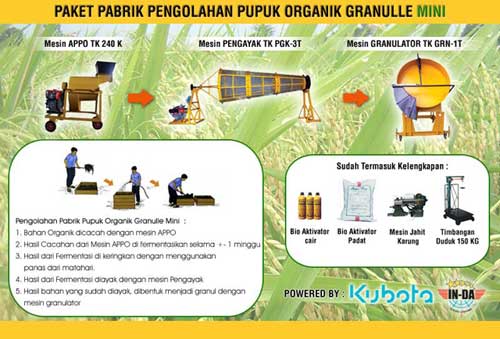 PAKET PABRIK PENGOLAHAN PUPUK ORGANIK GRANULLE MINI
Mesin APPO TK 240 K
Mesin PENGAYAK TK PGK-3T
Mesin GRANULATOR TK GRN-1T
Pengolahan Pabrik Pupuk Organik Granulle Mini :
1. Bahan Organik dicacah dengan mesin APPO
2. Hasil Cacahan dari Mesin APPO di fermentasikan selama +- 1 minggu
3. Hasil dari Fermentasi di keringkan dengan menggunakan
panas dari matahari.
4. Hasil dari Fermentasi diayak dengan mesin Pengayak
5. Hasil bahan yang sudah diayak, dibentuk menjadi granul dengan
mesin granulator
Sudah Termasuk Kelengkapan :
Bio Aktivator
cair
Bio Aktivator
Padat
Mesin Jahit
Karung
Timbangan
Duduk 150 KG
POWERED BY : Kubota IN-DA